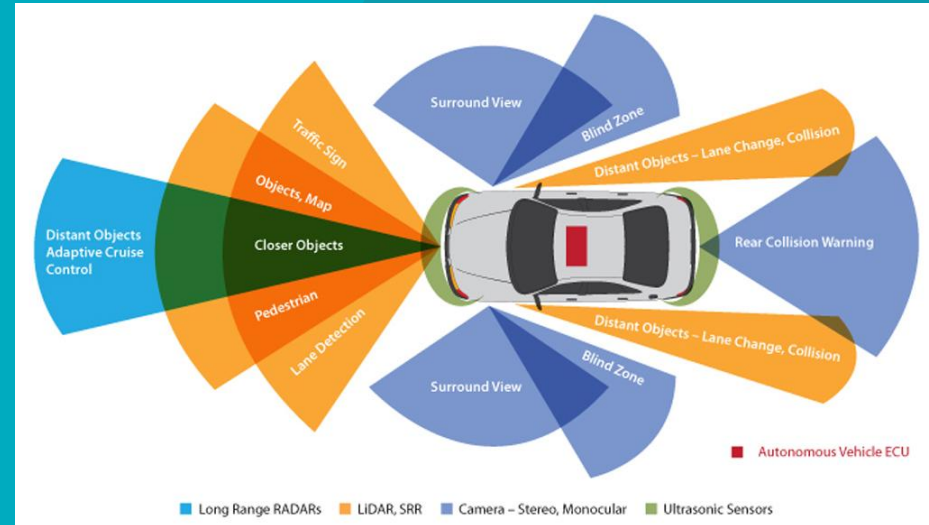 Surround View
Blind Zone
Traffic Sign
Distant Objects – Lane Change, Collision
Objects, Map
Distant Objects
Adaptive Cruise
Control
Closer Objects
Rear Collision Warning
Pedestrian
Lane Detection
Distant Objects – Lane Change, Collision
Surround View
Blind Zone
Autonomous Vehicle ECU
Long Range RADARs
LiDAR, SRR
Camera – Stereo, Monocular
Ultrasonic Sensors